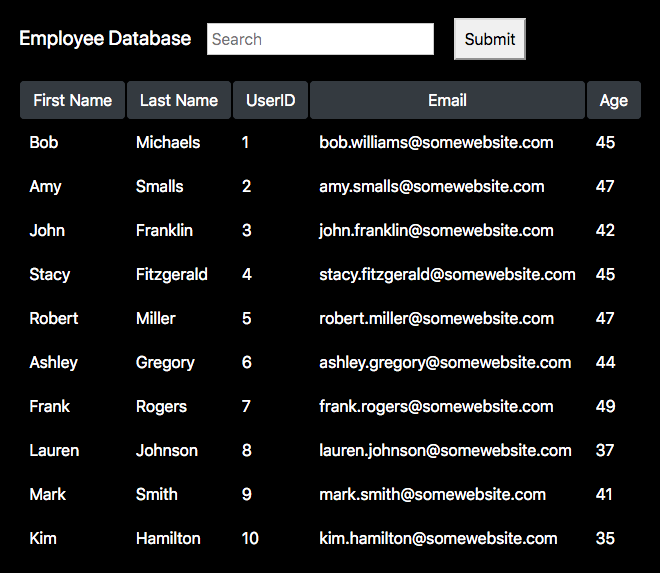 Employee Database Search Submit
First Name Last Name UserID Email Age
Bob Michaels 1 bob.williams@somewebsite.com 45
Amy Smalls 2 amy.smalls@somewebsite.com 47
John Franklin 3 john.franklin@somewebsite.com 42
Stacy Fitzgerald 4 stacy.fitzgerald@somewebsite.com 45
Robert Miller 5 robert.miller@somewebsite.com 47
Ashley Gregory 6 ashley.gregory@somewebsite.com 44
Frank Rogers 7 frank.rogers@somewebsite.com 49
Lauren Johnson 8 lauren.johnson@somewebsite.com 37
Mark Smith 9 mark.smith@somewebsite.com 41
Kim Hamilton 10 kim.hamilton@somewebsite.com 35